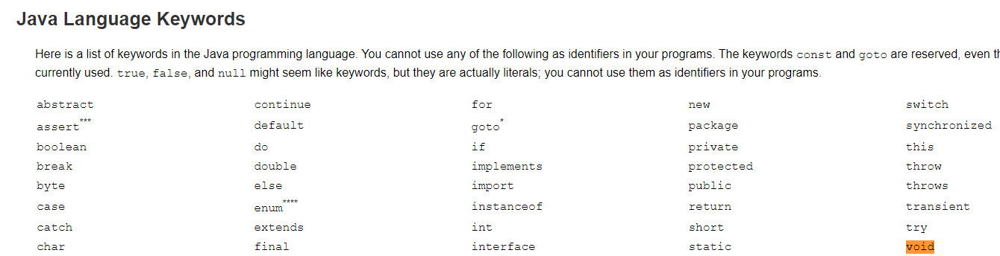 Java Language Keywords
Here is a list of keywords in the Java programming language. You cannot use any of the following as identifiers in your programs. The keywords const and goto are reserved, even
currently used. true, false, and null might seem like keywords, but they are actually literals; you cannot use them as identifiers in your programs.
abstract continue for new switch
assert*** default goto* package synchronized
boolean do if private this
break double implements protected throw
byte else import public throws
case enum**** instanceof return transient
catch extends int short try
char final interface static void